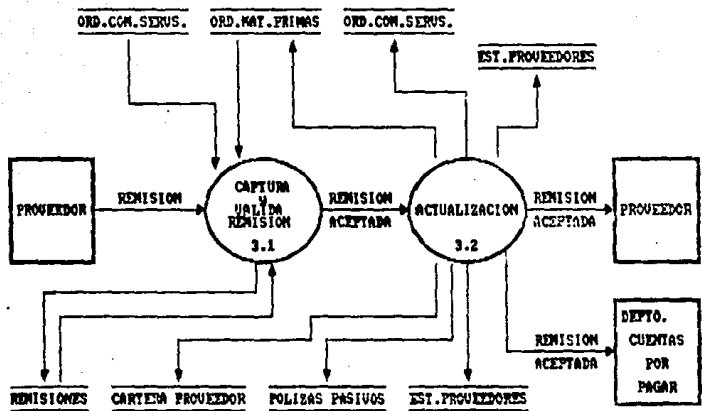 ORD.COM.SERVS. ORD.MAT.PRIMAS ORD.COM.SERVS.
EST.PROVEEDORES
PROVEEDOR
REMISION
CAPTURA
y
VALIDA
REMISION
3.1
REMISION
ACEPTADA
ACTUALIZACION
3.2
REMISION
ACEPTADA
PROVEEDOR
REMISION
ACEPTADA
DEPTO.
CUENTAS
POR
PAGAR
REMISIONES CARTERA PROVEEDOR POLIZAS PASIVOS EST.PROVEEDORES